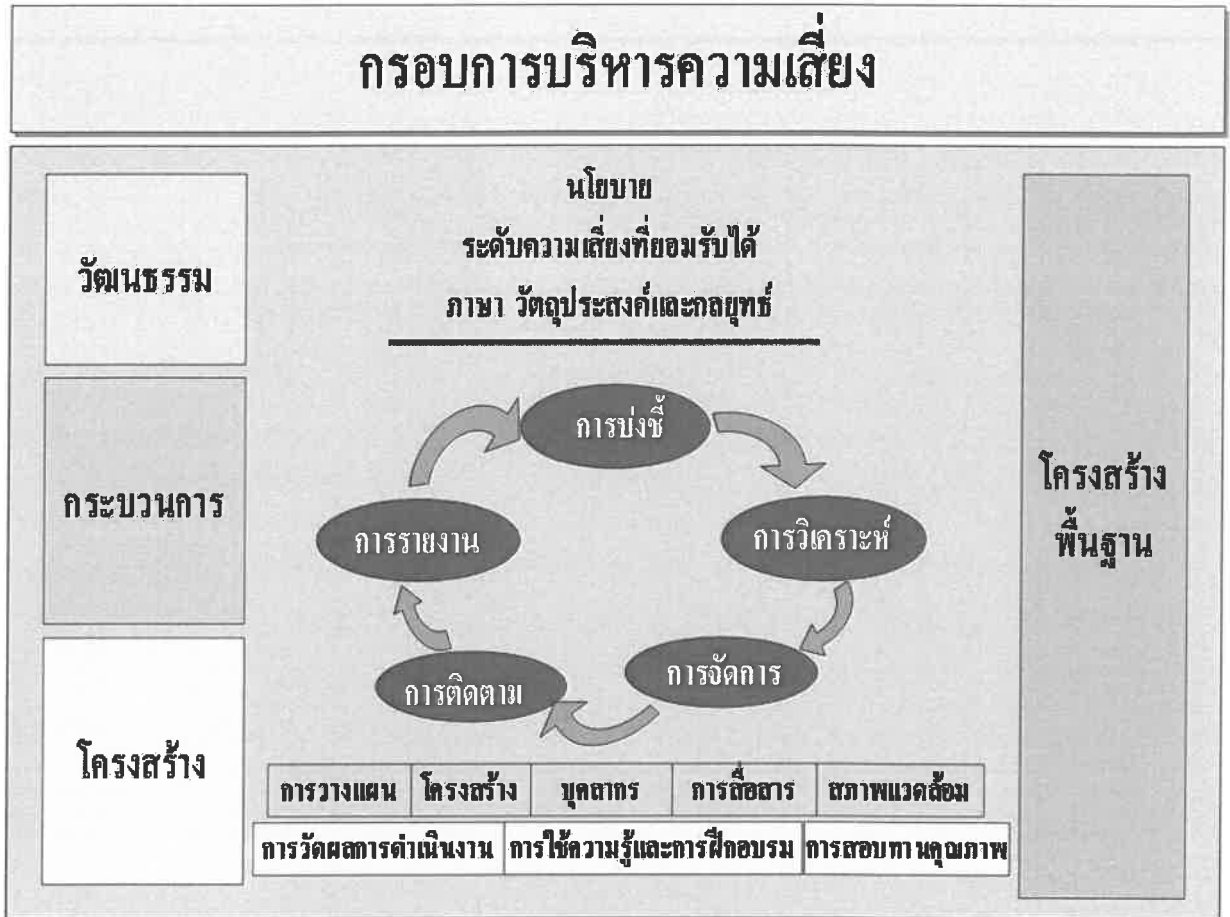 กรอบการบริหารความเสี่ยง
วัฒนธรรม
นโยบาย
ระดับความเสี่ยงที่ยอมรับได้
ภาษา วัตถุประสงค์และกลยุทธ์
กระบวนการ
การบ่งชี้
การวิเคราะห์
การจัดการ
การติดตาม
การรายงาน
โครงสร้าง
พื้นฐาน
โครงสร้าง
การวางแผน โครงสร้าง บุคลากร การสื่อสาร สภาพแวดล้อม
การวัดผลการดำเนินงาน การใช้ความรู้และการฝึกอบรม การสอบทานคุณภาพ